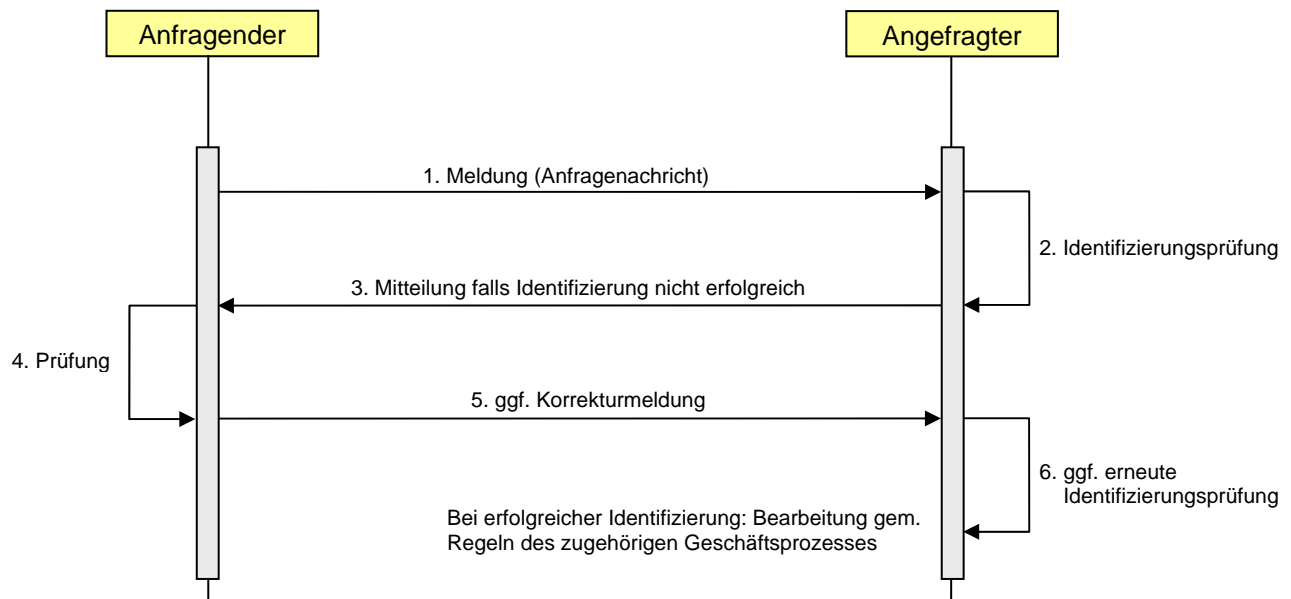 Anfragender
Angefragter
1. Meldung (Anfragenachricht)
2. Identifizierungsprüfung
3. Mitteilung falls Identifizierung nicht erfolgreich
4. Prüfung
5. ggf. Korrekturmeldung
6. ggf. erneute
Identifizierungsprüfung
Bei erfolgreicher Identifizierung: Bearbeitung gem.
Regeln des zugehörigen Geschäftsprozesses